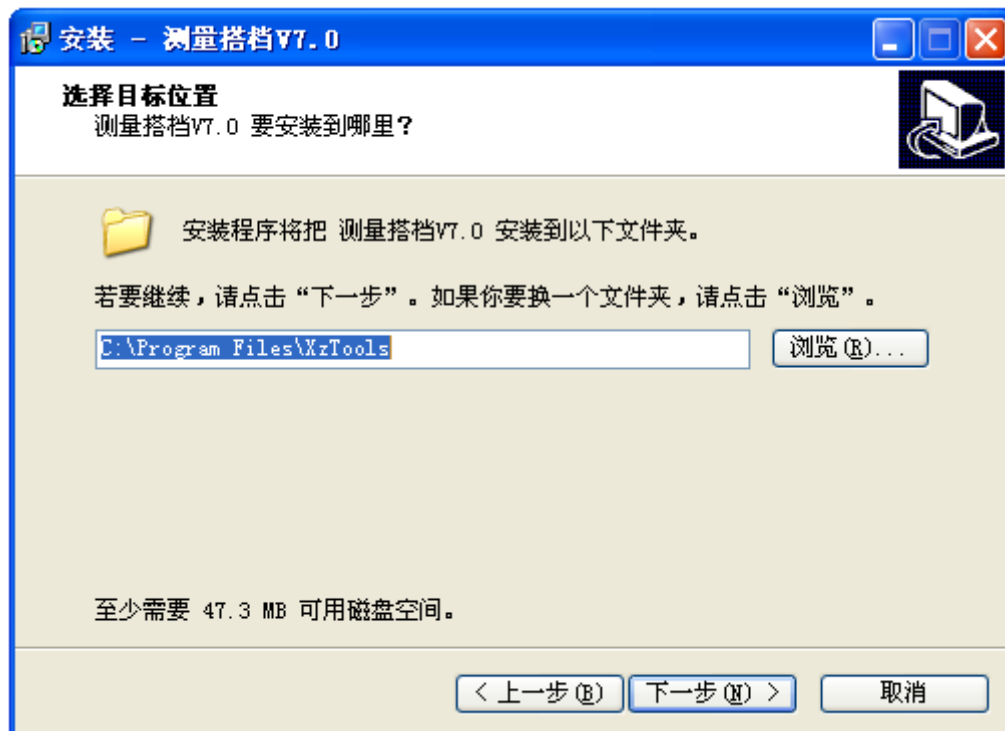 安装 - 测量搭档V7.0
选择目标位置
测量搭档V7.0 要安装到哪里?
安装程序将把 测量搭档V7.0 安装到以下文件夹。
若要继续,请点击“下一步”。如果你要换一个文件夹,请点击“浏览”。
C:\Program Files\XzTools
浏览(R)...
至少需要 47.3 MB 可用磁盘空间。
< 上一步(B) 下一步(N) > 取消